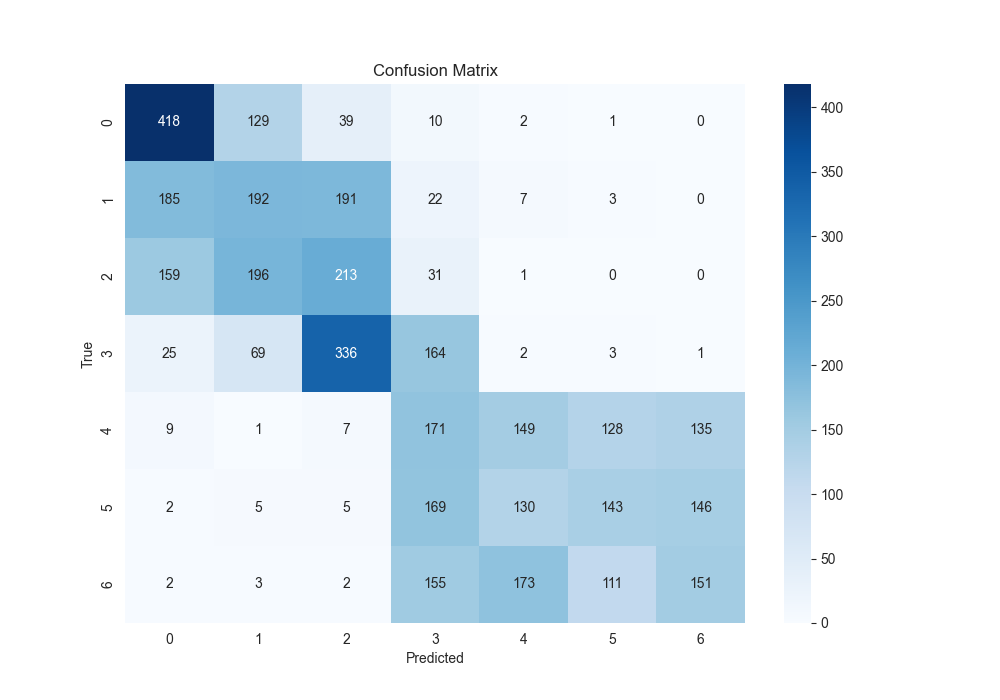 Confusion Matrix
True
0 418 129 39 10 2 1 0
1 185 192 191 22 7 3 0
2 159 196 213 31 1 0 0
3 25 69 336 164 2 3 1
4 9 1 7 171 149 128 135
5 2 5 5 169 130 143 146
6 2 3 2 155 173 111 151
0 1 2 3 4 5 6
Predicted
400
350
300
250
200
150
100
50
0